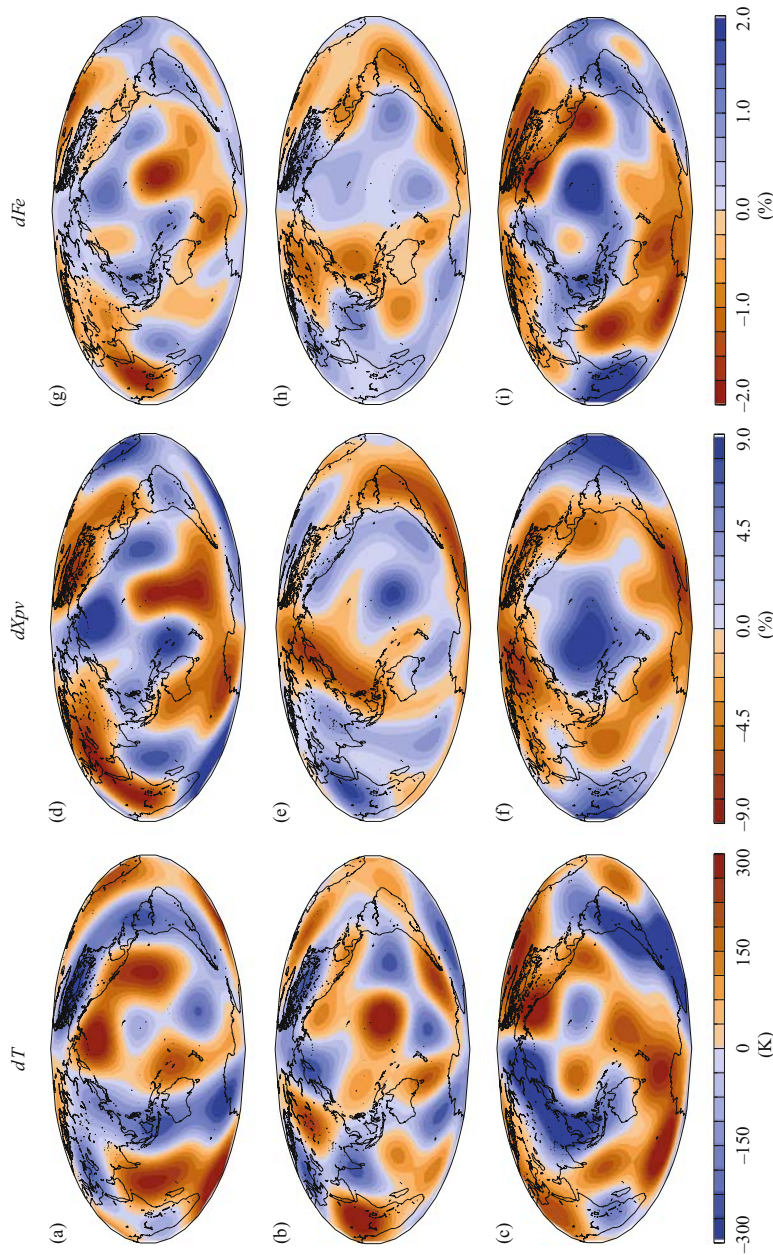 dT dXpv dFe
(a) (d) (g)
(b) (e) (h)
(c) (f) (i)
−300 −150 0 150 300 −9.0 −4.5 0.0 4.5 9.0 −2.0 −1.0 0.0 1.0 2.0
(K) (%) (%)